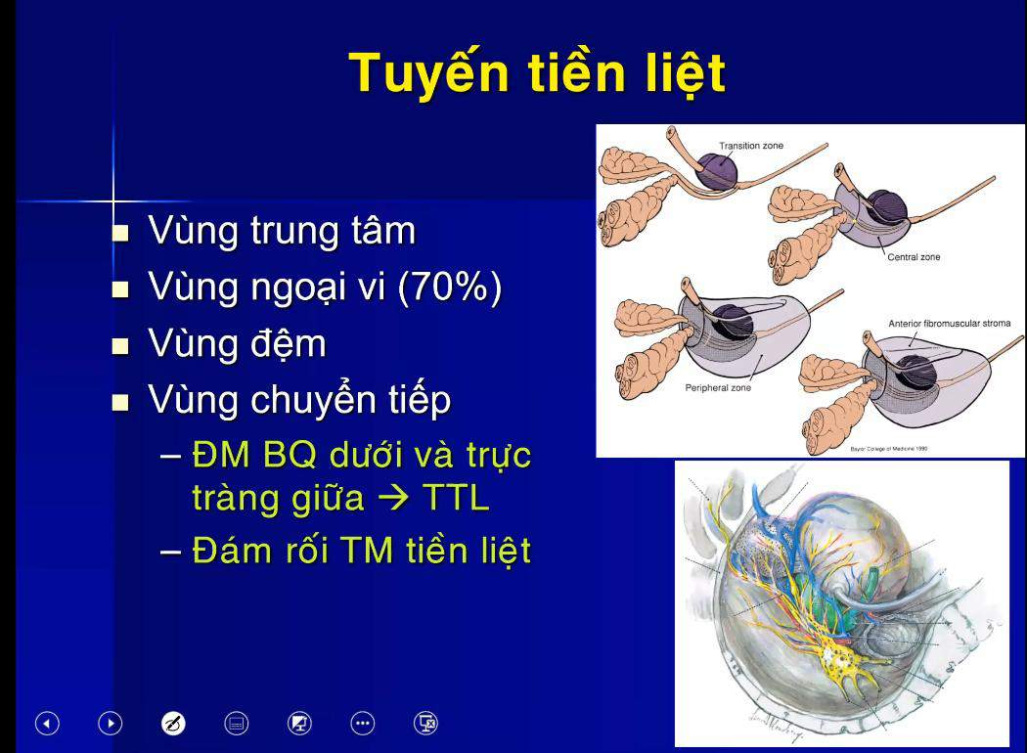 Tuyến tiền liệt
Vùng trung tâm
Vùng ngoại vi (70%)
Vùng đệm
Vùng chuyển tiếp
– ĐM BQ dưới và trực
tràng giữa → TTL
– Đám rối TM tiền liệt
Transition zone
Central zone
Peripheral zone
Anterior fibromuscular stroma
Baylor College of Medicine 1990